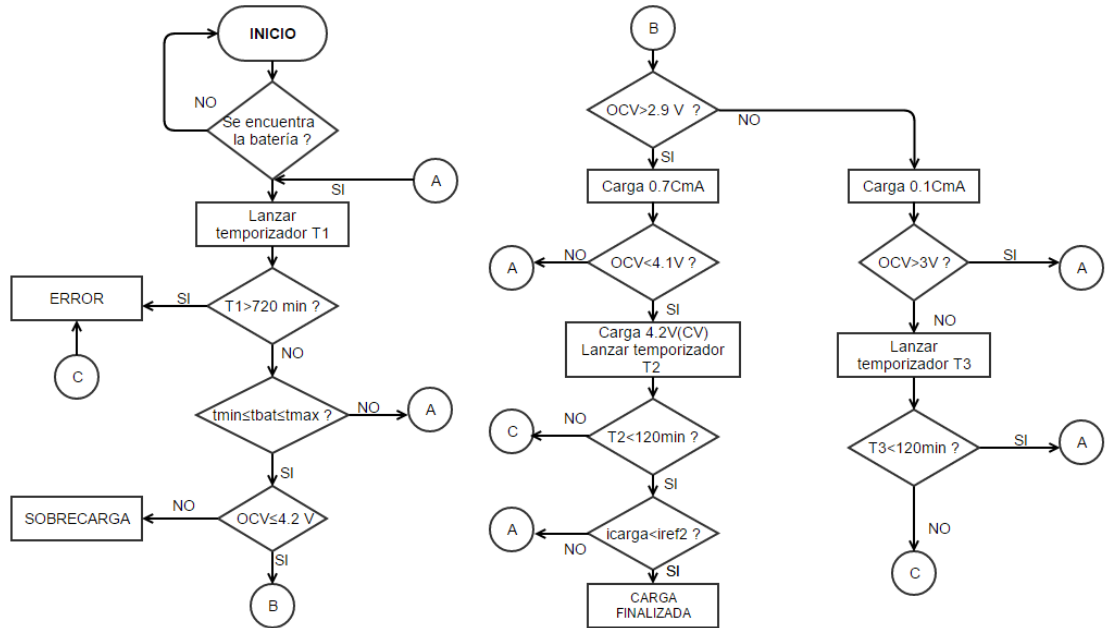 INICIO
NO
Se encuentra
la batería ?
SI
A
Lanzar
temporizador T1
ERROR
SI
T1>720 min ?
C
NO
tmin≤tbat≤tmax ?
NO
A
SI
SOBRECARGA
NO
OCV≤4.2 V
SI
B
B
OCV>2.9 V ?
NO
SI
Carga 0.7CmA
A
NO
OCV<4.1V ?
SI
Carga 4.2V(CV)
Lanzar temporizador
T2
C
NO
T2<120min ?
SI
A
NO
icarga<iref2 ?
SI
CARGA
FINALIZADA
Carga 0.1CmA
OCV>3V ?
SI
A
NO
Lanzar
temporizador T3
T3<120min ?
SI
A
NO
C